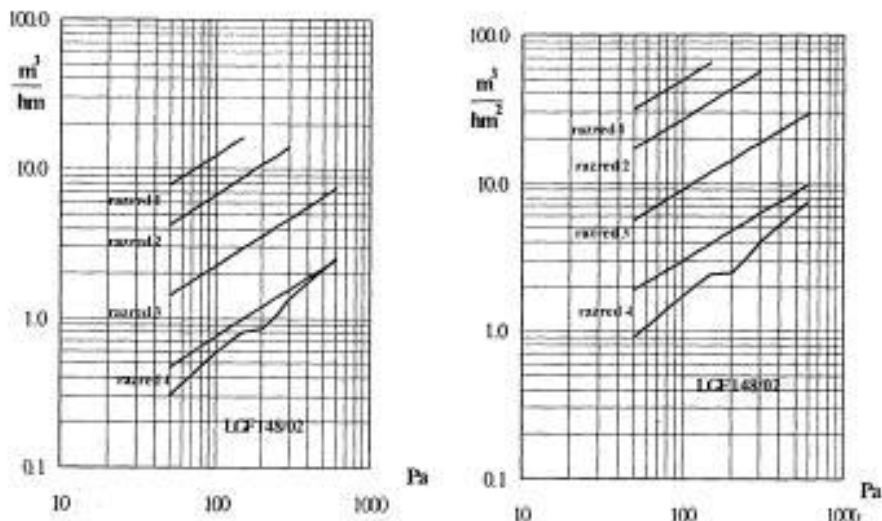 100.0
m³
hm
10.0
razred 1
razred 2
razred 3
1.0
razred 4
LGF148/02
0.1
Pa
10
100
1000
100.0
m³
hm²
razred 1
razred 2
10.0
razred 3
razred 4
1.0
LGF148/02
0.1
Pa
10
100
1000